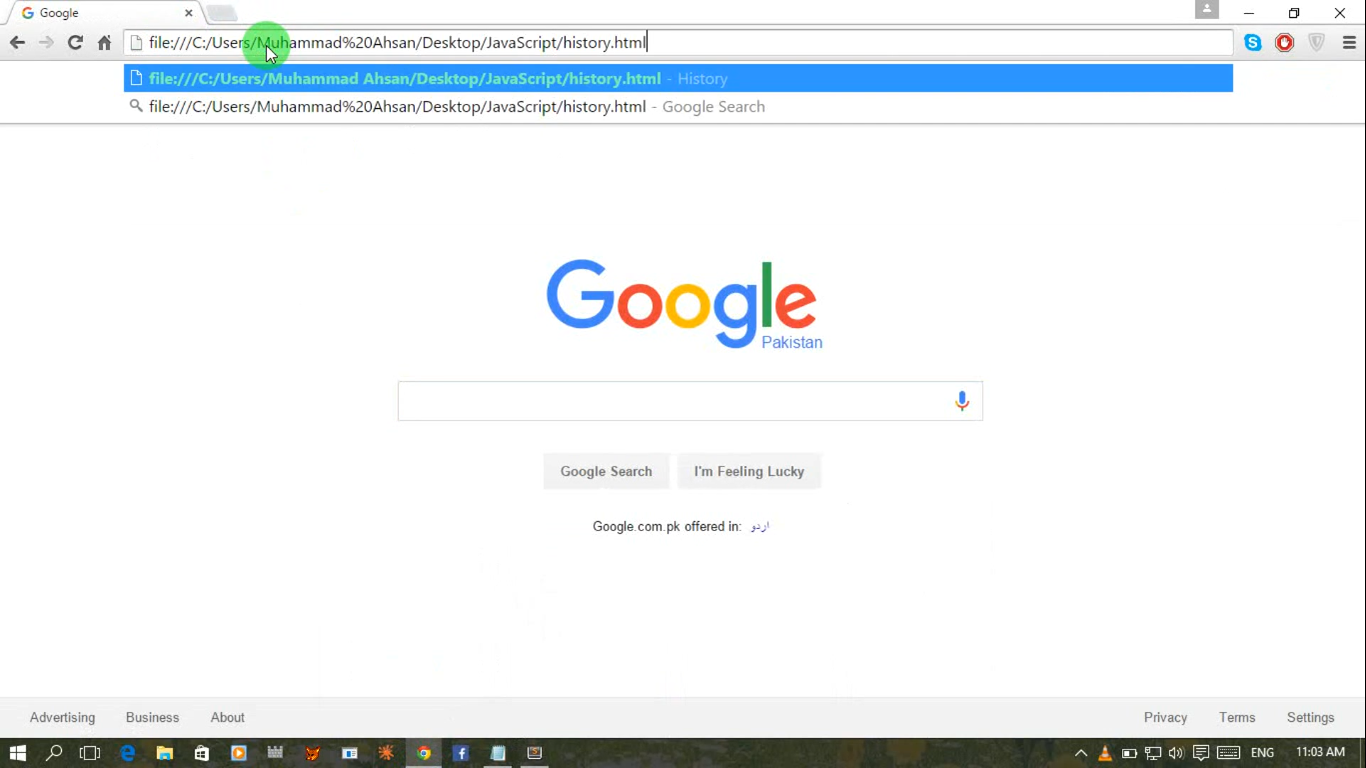 Google
file:///C:/Users/Muhammad%20Ahsan/Desktop/JavaScript/history.html
file:///C:/Users/Muhammad Ahsan/Desktop/JavaScript/history.html - History
file:///C:/Users/Muhammad%20Ahsan/Desktop/JavaScript/history.html - Google Search
Google
Pakistan
Google Search I'm Feeling Lucky
Google.com.pk offered in: اردو
Advertising Business About Privacy Terms Settings
ENG 11:03 AM